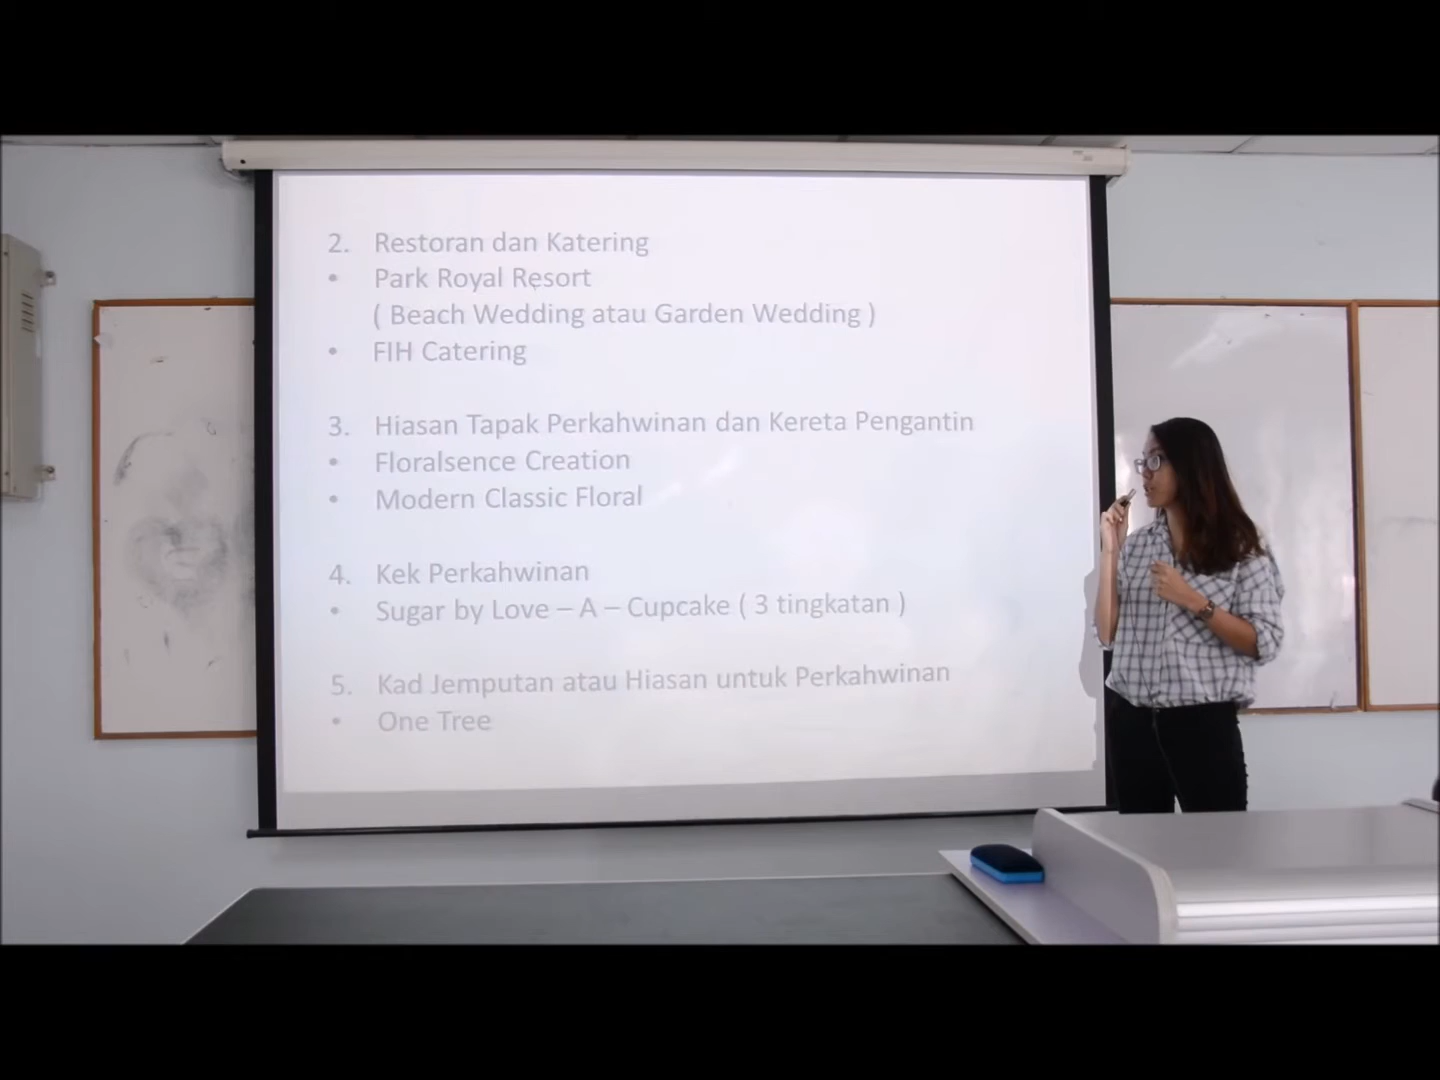 2. Restoran dan Katering
• Park Royal Resort
( Beach Wedding atau Garden Wedding )
• FIH Catering
3. Hiasan Tapak Perkahwinan dan Kereta Pengantin
• Floralsence Creation
• Modern Classic Floral
4. Kek Perkahwinan
• Sugar by Love – A – Cupcake ( 3 tingkatan )
5. Kad Jemputan atau Hiasan untuk Perkahwinan
• One Tree